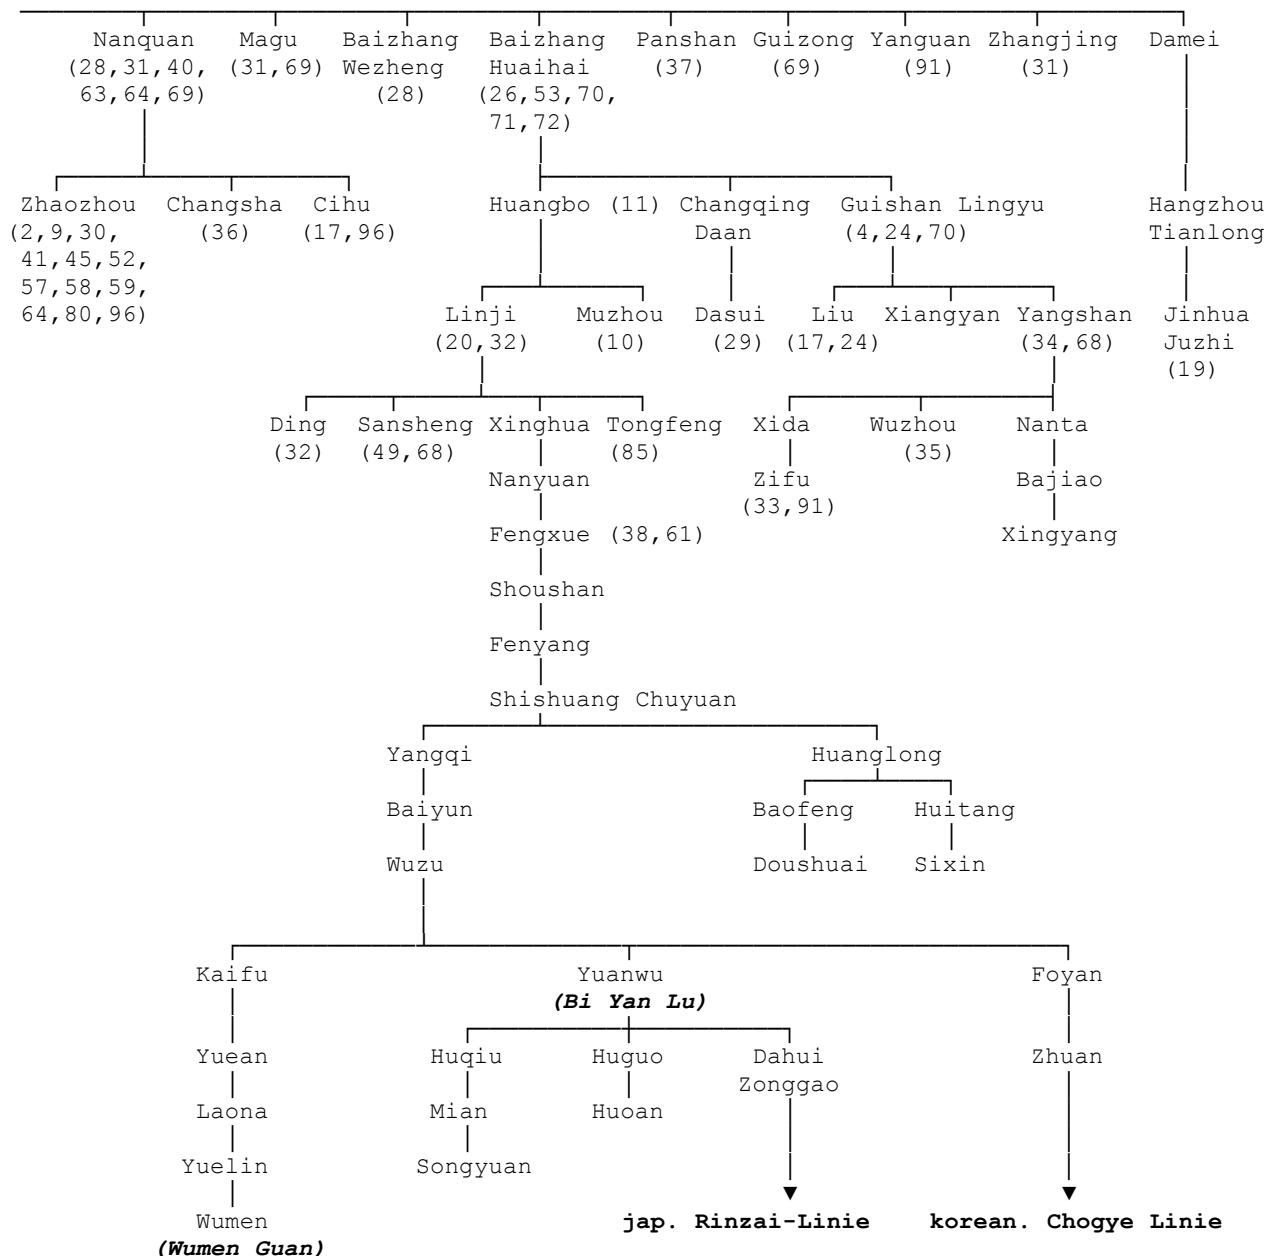 Nanquan Magu Baizhang Baizhang Panshan Guizong Yanguan Zhangjing Damei
(28,31,40, (31,69) Wezheng Huaihai (37) (69) (91) (31)
63,64,69) (28) (26,53,70,
71,72)
Zhaozhou Changsha Cihu Huangbo (11) Changqing Guishan Lingyu Hangzhou
(2,9,30, (36) (17,96) Daan (4,24,70) Tianlong
41,45,52,
57,58,59,
64,80,96) Linji Muzhou Dasui Liu Xiangyan Yangshan Jinhua
(20,32) (10) (29) (17,24) (34,68) Juzhi
(19)
Ding Sansheng Xinghua Tongfeng Xida Wuzhou Nanta
(32) (49,68) (85) (35)
Nanyuan Zifu Bajiao
(33,91)
Fengxue (38,61) Xingyang
Shoushan
Fenyang
Shishuang Chuyuan
Yangqi Huanglong
Baiyun Baofeng Huitang
Wuzu Doushuai Sixin
Kaifu Yuanwu Foyan
(Bi Yan Lu)
Yuean Huqiu Huguo Dahui Zhuan
Zonggao
Laona Mian Huoan
Yuelin Songyuan
Wumen jap. Rinzai-Linie korean. Chogye Linie
(Wumen Guan)